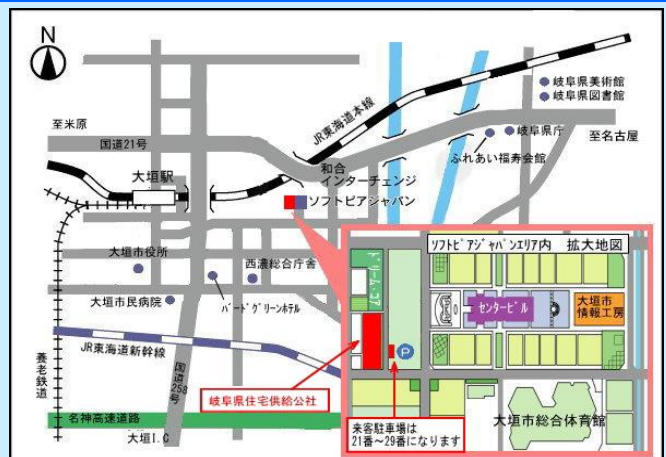 N
岐阜県美術館
岐阜県図書館
JR東海道本線
至米原
国道21号
岐阜県庁
至名古屋
ふれあい福寿会館
和合
インターチェンジ
大垣駅
ソフトピアジャパン
大垣市役所
西濃総合庁舎
大垣市民病院
バードグリーンホテル
JR東海道新幹線
養老鉄道
国道258号
名神高速道路
大垣I.C
岐阜県住宅供給公社
ソフトピアジャパンエリア内 拡大地図
ドリーム・コア
センタービル
大垣市
情報工房
P
来客駐車場は
21番~29番になります
大垣市総合体育館